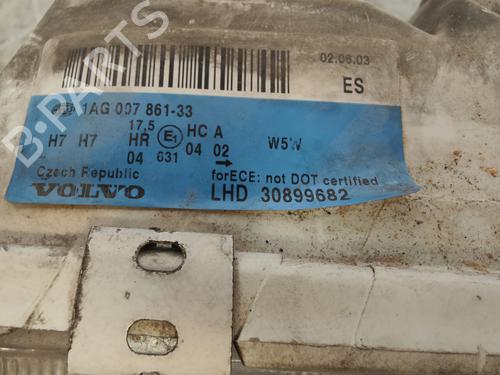 02.06.03
ES
1AG 007 861-33
17,5
H7 H7 HR E1 HC A W5W
04 631 04 02 →
Czech Republic forECE: not DOT certified
VOLVO LHD 30899682
B-PARTS